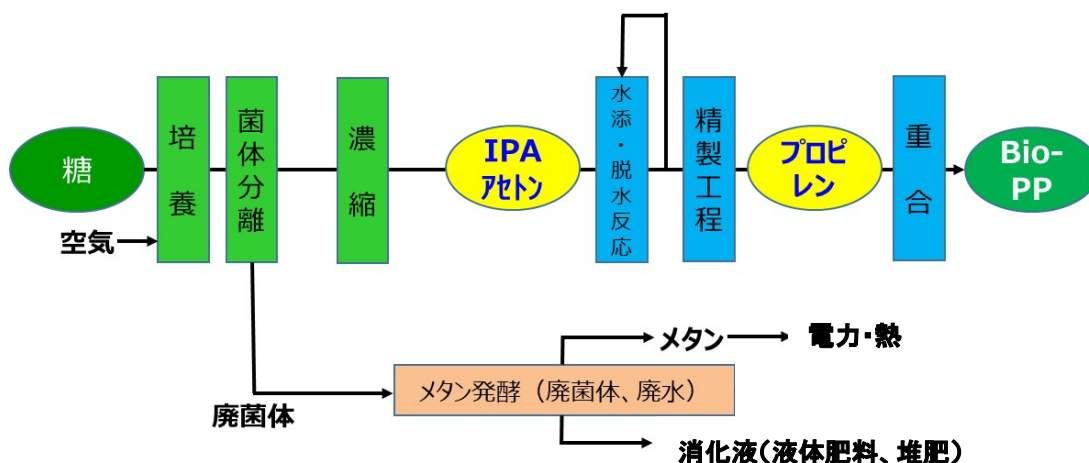 糖
空気
培養
菌体分離
濃縮
IPA
アセトン
水添・脱水反応
精製工程
プロピ
レン
重合
Bio-
PP
廃菌体
メタン発酵（廃菌体、廃水）
メタン
電力・熱
消化液（液体肥料、堆肥）